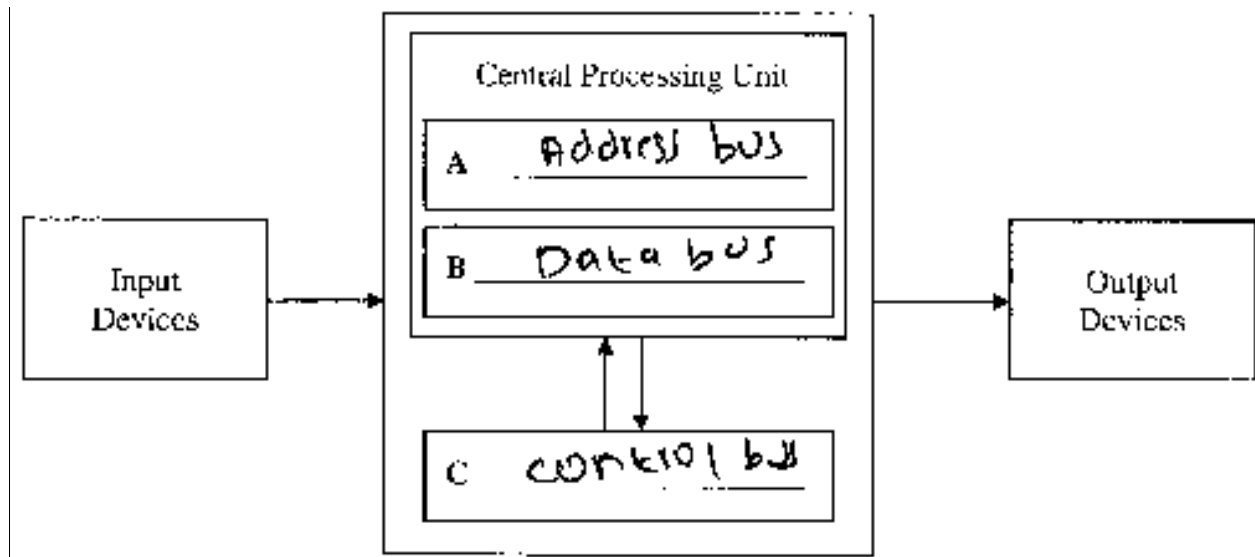 Central Processing Unit
A Address bus
B Data bus
Input
Devices
Output
Devices
C control bus